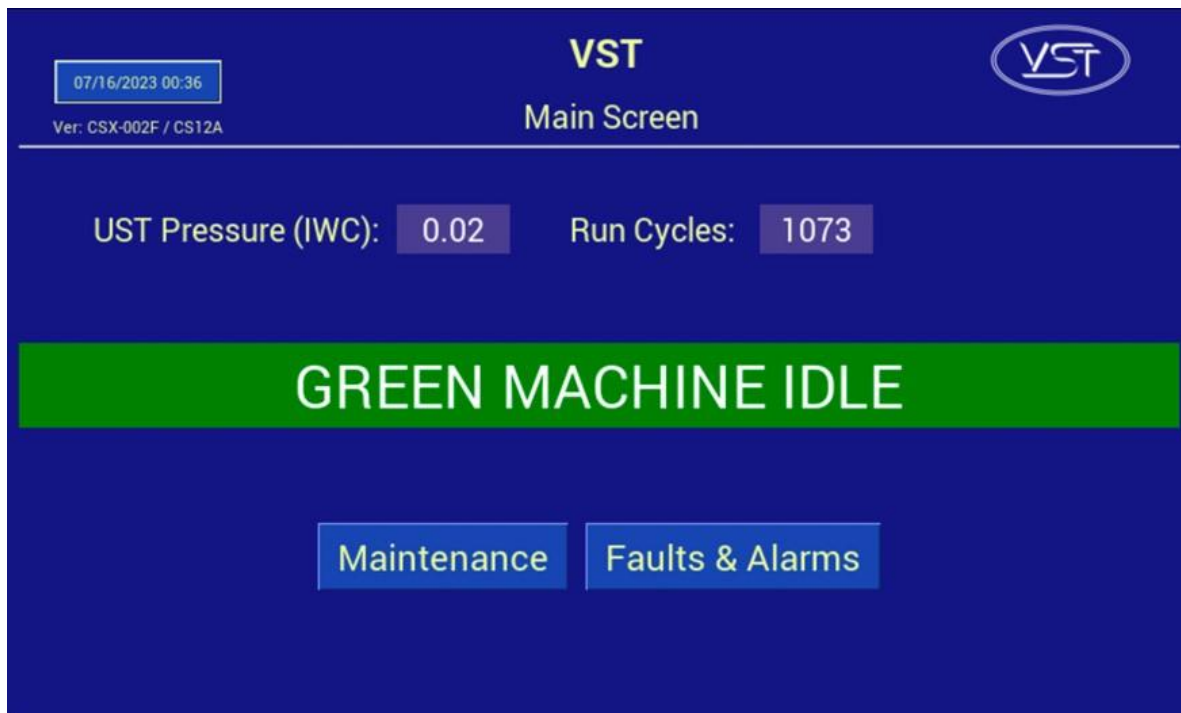 VST
VST
07/16/2023 00:36
Main Screen
Ver: CSX-002F / CS12A
UST Pressure (IWC): 0.02 Run Cycles: 1073
GREEN MACHINE IDLE
Maintenance Faults & Alarms